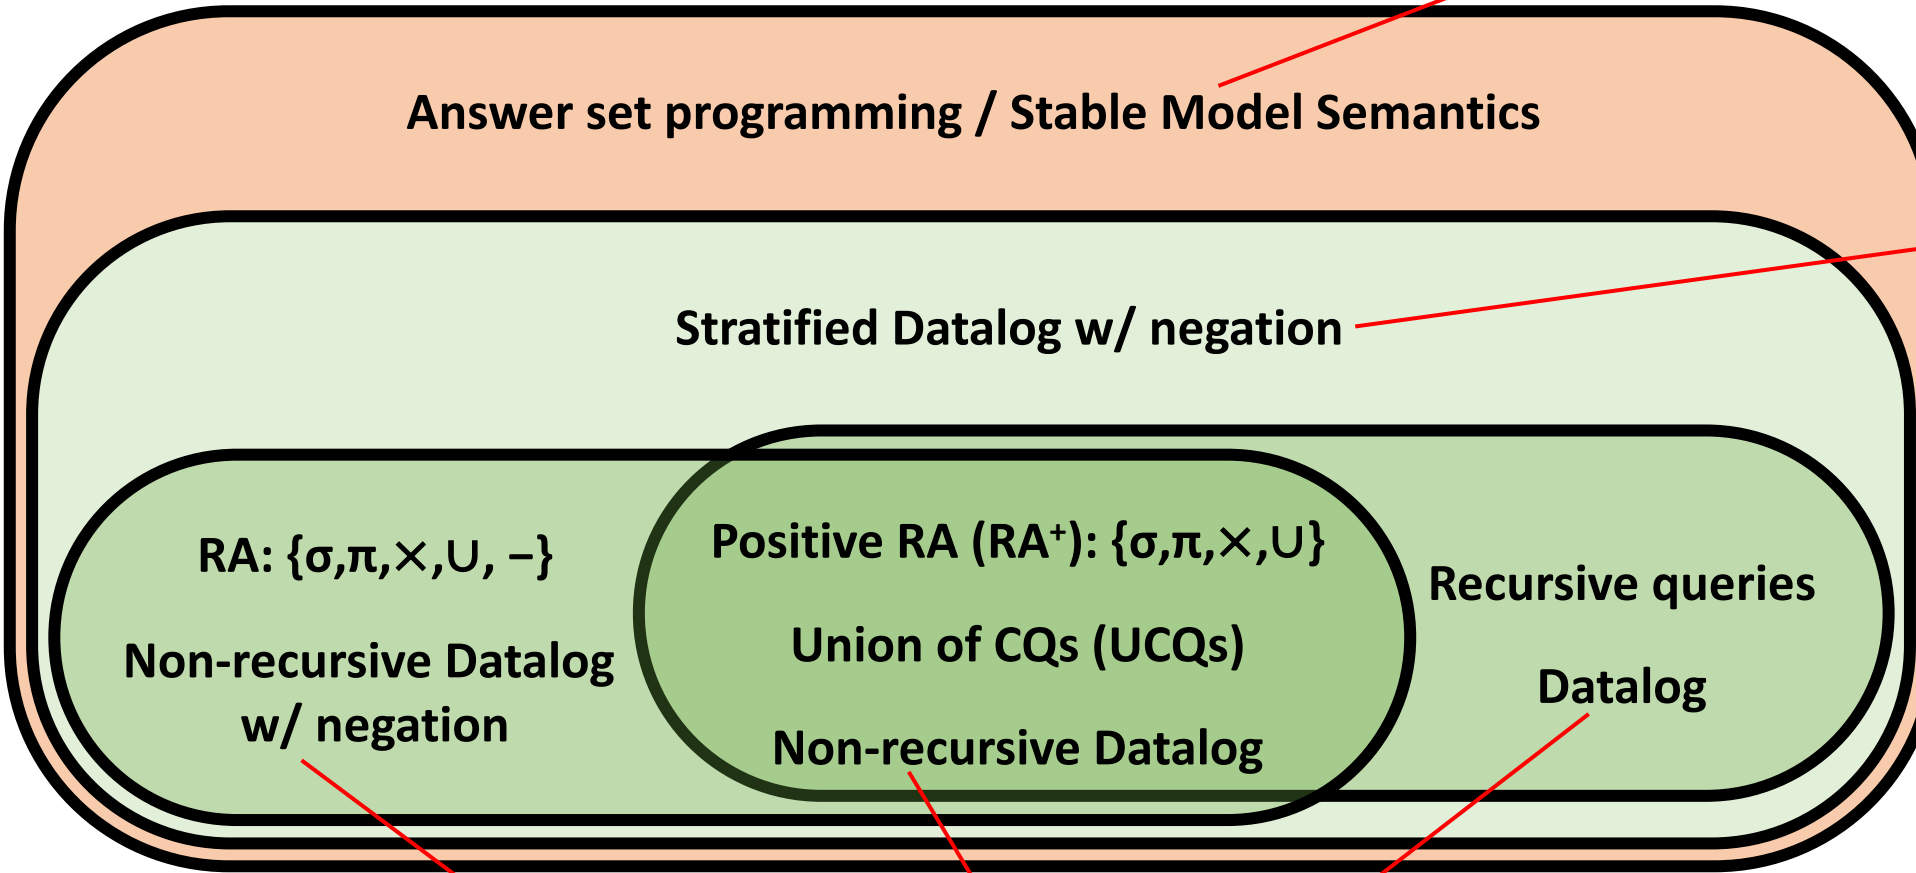 Answer set programming / Stable Model Semantics
Stratified Datalog w/ negation
RA: {σ,π,×,∪, −}
Non-recursive Datalog
w/ negation
Positive RA (RA⁺): {σ,π,×,∪}
Union of CQs (UCQs)
Non-recursive Datalog
Recursive queries
Datalog